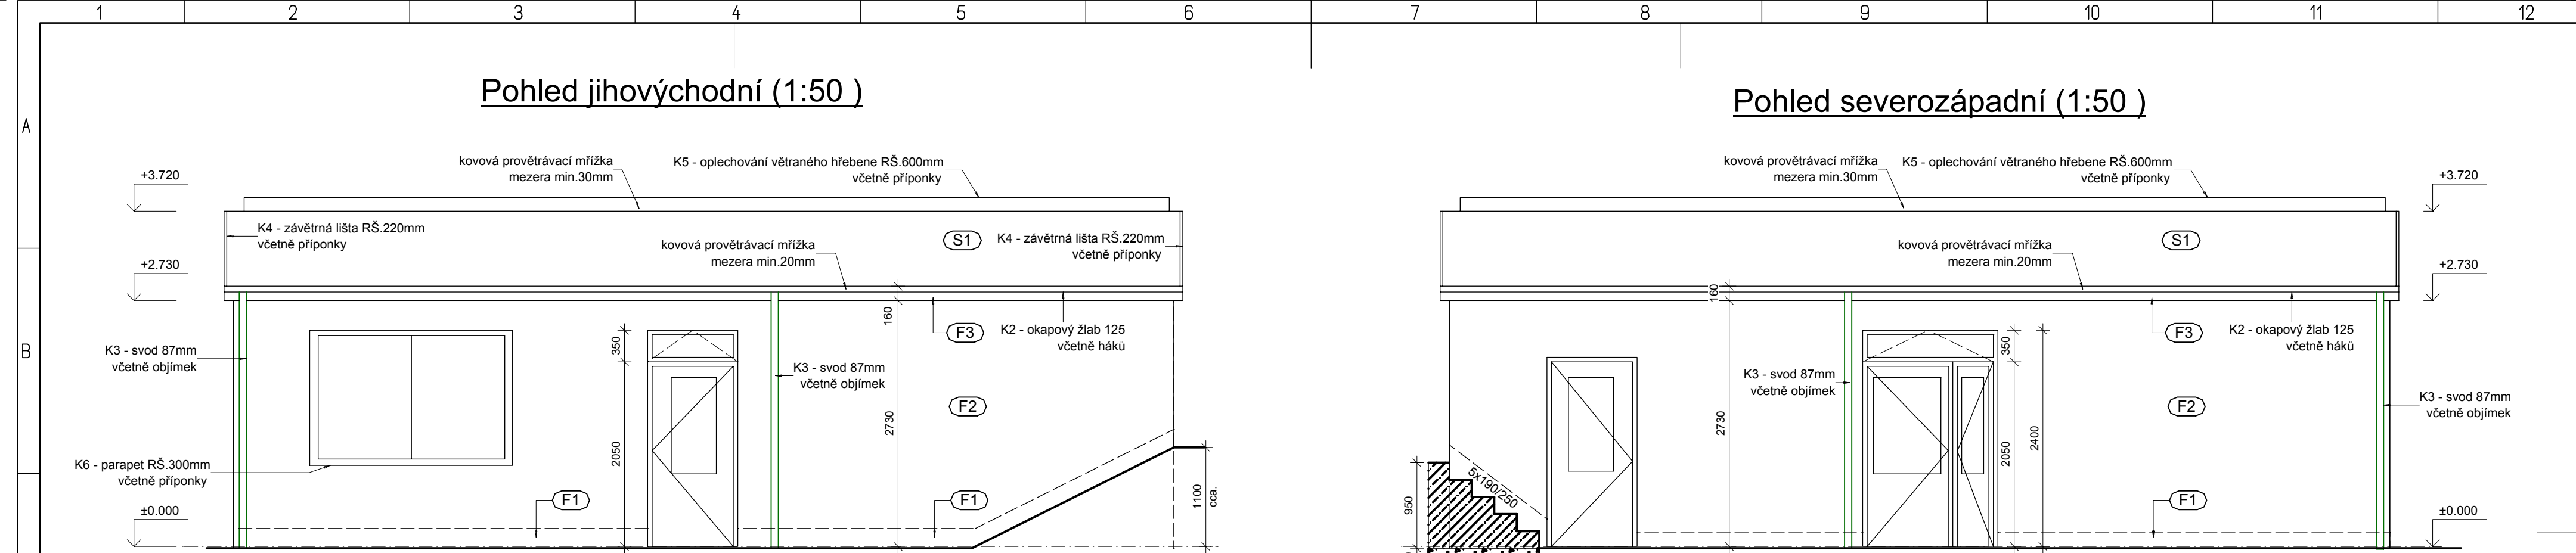 1 2 3 4 5 6 7 8 9 10 11 12
A
B
Pohled jihovýchodní (1:50 )
kovová provětrávací mřížka
mezera min.30mm
K5 - oplechování větraného hřebene RŠ.600mm
včetně příponky
+3.720
K4 - závětrná lišta RŠ.220mm
včetně příponky
kovová provětrávací mřížka
mezera min.20mm
S1
K4 - závětrná lišta RŠ.220mm
včetně příponky
+2.730
160
F3
K2 - okapový žlab 125
včetně háků
350
K3 - svod 87mm
včetně objímek
K3 - svod 87mm
včetně objímek
F2
2730
2050
K6 - parapet RŠ.300mm
včetně příponky
F1
F1
1100
cca.
±0.000
Pohled severozápadní (1:50 )
kovová provětrávací mřížka
mezera min.30mm
K5 - oplechování větraného hřebene RŠ.600mm
včetně příponky
+3.720
S1
kovová provětrávací mřížka
mezera min.20mm
+2.730
160
F3
K2 - okapový žlab 125
včetně háků
350
K3 - svod 87mm
včetně objímek
K3 - svod 87mm
včetně objímek
F2
2730
2050
2400
5x190/250
950
F1
±0.000